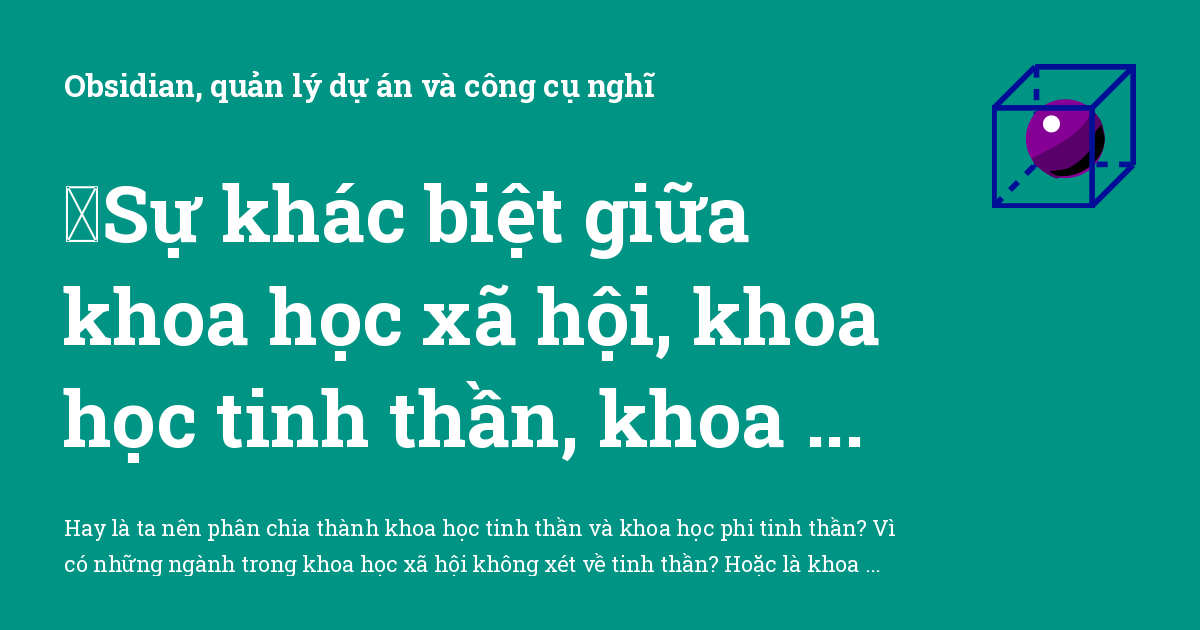 Obsidian, quản lý dự án và công cụ nghĩ
Sự khác biệt giữa
khoa học xã hội, khoa
học tinh thần, khoa ...
Hay là ta nên phân chia thành khoa học tinh thần và khoa học phi tinh thần? Vì
có những ngành trong khoa học xã hội không xét về tinh thần? Hoặc là khoa ...